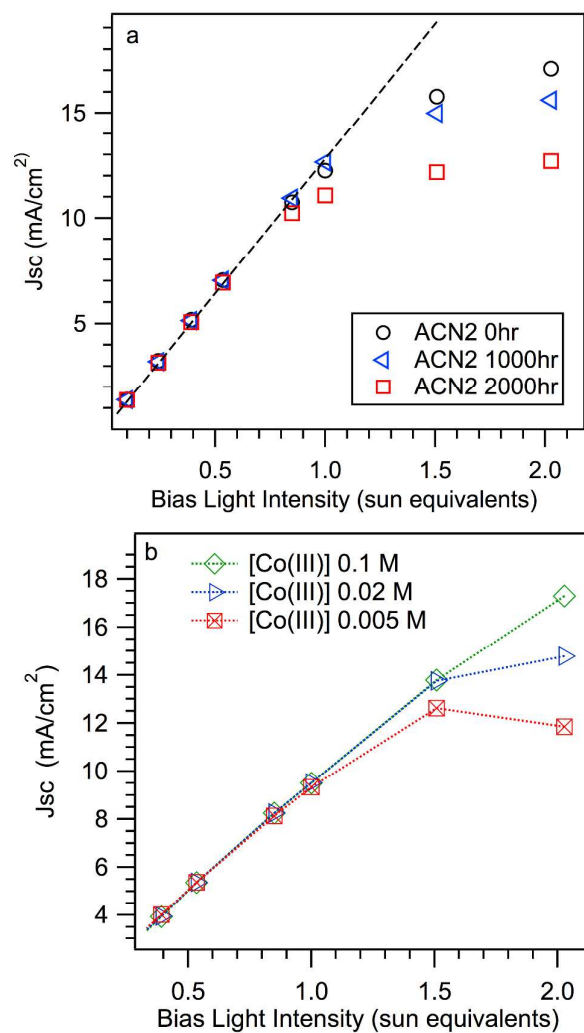 a
15
10
5
Jsc (mA/cm2)
ACN2 0hr
ACN2 1000hr
ACN2 2000hr
0.5 1.0 1.5 2.0
Bias Light Intensity (sun equivalents)
b
[Co(III)] 0.1 M
[Co(III)] 0.02 M
[Co(III)] 0.005 M
18
16
14
12
10
8
6
4
Jsc (mA/cm²)
0.5 1.0 1.5 2.0
Bias Light Intensity (sun equivalents)